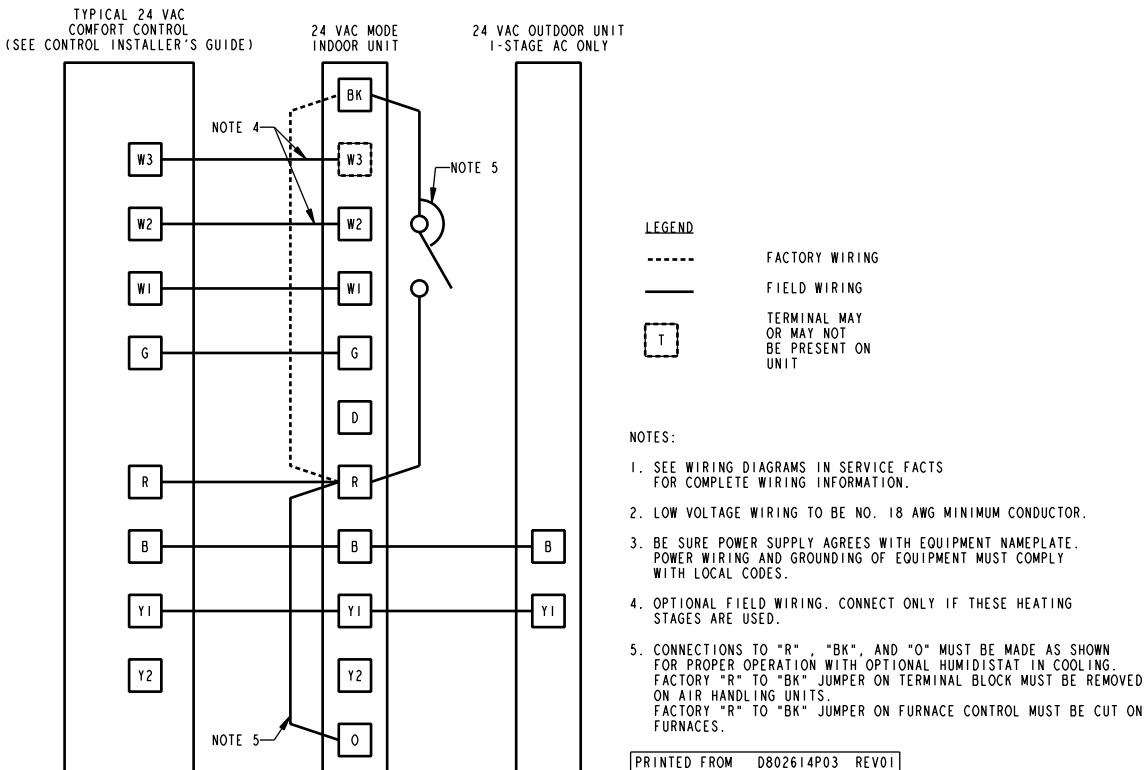 TYPICAL 24 VAC
COMFORT CONTROL
(SEE CONTROL INSTALLER'S GUIDE)
24 VAC MODE
INDOOR UNIT
24 VAC OUTDOOR UNIT
1-STAGE AC ONLY
BK
NOTE 4
W3
W3
NOTE 5
W2
W2
W1
W1
G
G
D
R
R
B
B
B
Y1
Y1
Y1
Y2
Y2
NOTE 5
O
LEGEND
FACTORY WIRING
FIELD WIRING
T
TERMINAL MAY
OR MAY NOT
BE PRESENT ON
UNIT
NOTES:
1. SEE WIRING DIAGRAMS IN SERVICE FACTS
FOR COMPLETE WIRING INFORMATION.
2. LOW VOLTAGE WIRING TO BE NO. 18 AWG MINIMUM CONDUCTOR.
3. BE SURE POWER SUPPLY AGREES WITH EQUIPMENT NAMEPLATE.
POWER WIRING AND GROUNDING OF EQUIPMENT MUST COMPLY
WITH LOCAL CODES.
4. OPTIONAL FIELD WIRING. CONNECT ONLY IF THESE HEATING
STAGES ARE USED.
5. CONNECTIONS TO "R" , "BK", AND "O" MUST BE MADE AS SHOWN
FOR PROPER OPERATION WITH OPTIONAL HUMIDISTAT IN COOLING.
FACTORY "R" TO "BK" JUMPER ON TERMINAL BLOCK MUST BE REMOVED
ON AIR HANDLING UNITS.
FACTORY "R" TO "BK" JUMPER ON FURNACE CONTROL MUST BE CUT ON
FURNACES.
PRINTED FROM D802614P03 REV01